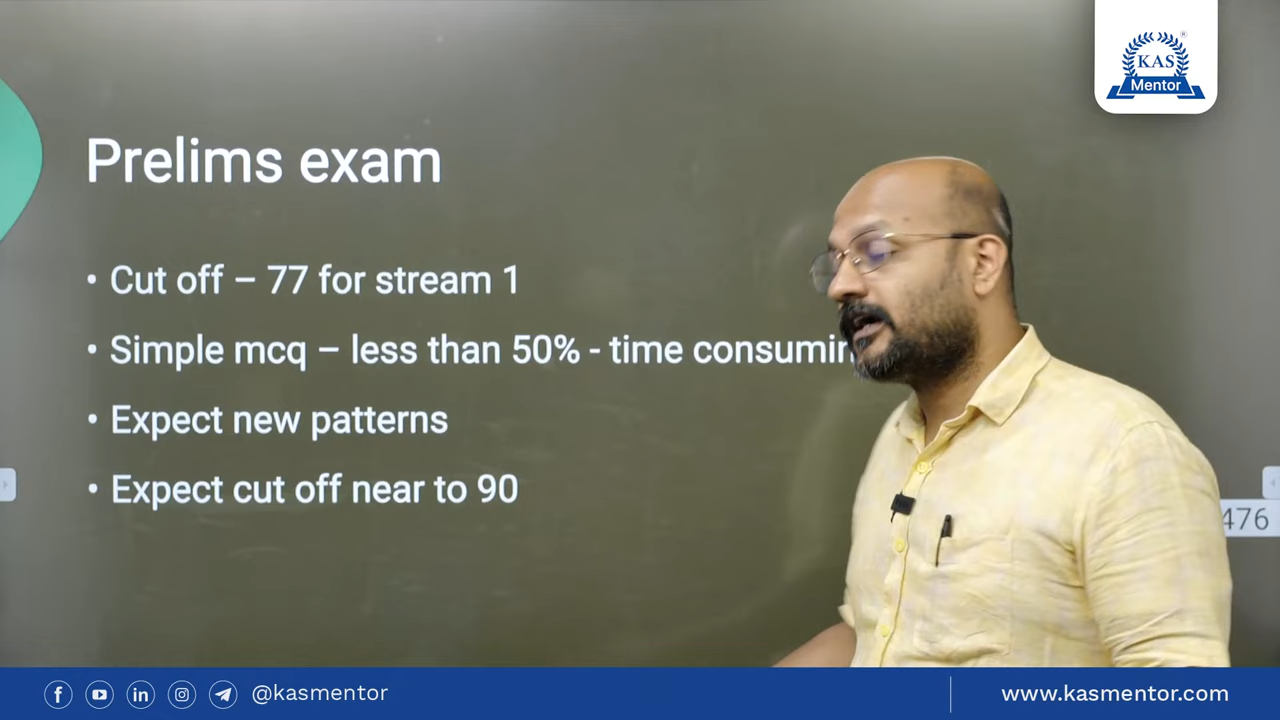 KAS
Mentor
®
Prelims exam
• Cut off – 77 for stream 1
• Simple mcq – less than 50% - time
• Expect new patterns
• Expect cut off near to 90
476
@kasmentor
www.kasmentor.com